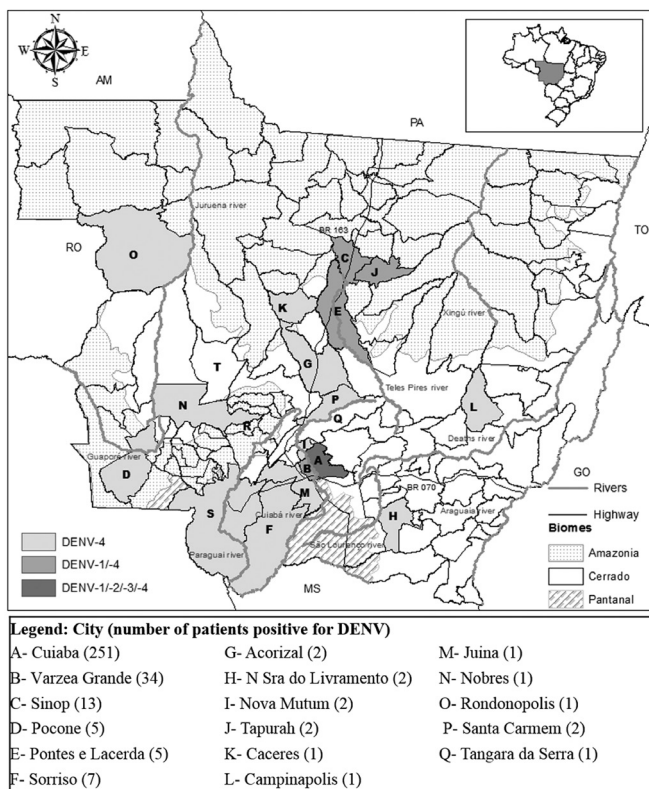 N
W E
S
AM
PA
Juruena river
RO
TO
BR 163
O
C
J
K
E
Xingú river
T
G
Teles Pires river
N
P
L
R
Q
Deaths river
Guaporé river
I
A
D
B
GO
BR 070
M
S
Cuiabá river
H
Araguaia river
F
São Lourenço river
Paraguai river
MS
DENV-4
DENV-1/-4
DENV-1/-2/-3/-4
Rivers
Highway
Biomes
Amazonia
Cerrado
Pantanal
Legend: City (number of patients positive for DENV)
A- Cuiaba (251) G- Acorizal (2) M- Juina (1)
B- Varzea Grande (34) H- N Sra do Livramento (2) N- Nobres (1)
C- Sinop (13) I- Nova Mutum (2) O- Rondonopolis (1)
D- Pocone (5) J- Tapurah (2) P- Santa Carmem (2)
E- Pontes e Lacerda (5) K- Caceres (1) Q- Tangara da Serra (1)
F- Sorriso (7) L- Campinapolis (1)